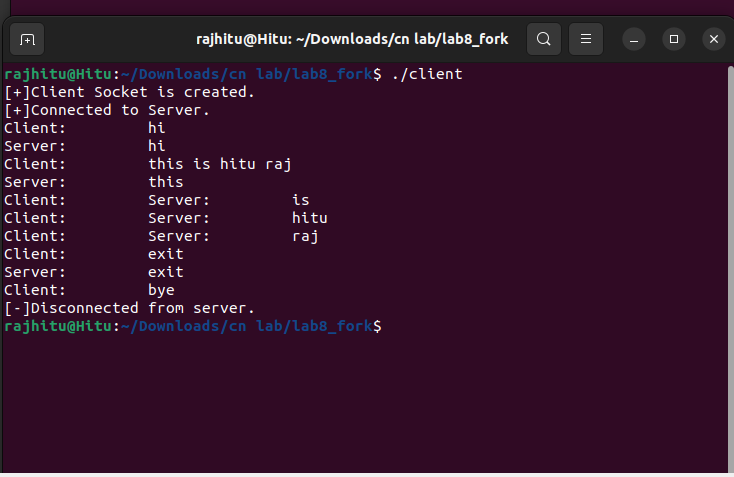 rajhitu@Hitu: ~/Downloads/cn lab/lab8_fork
rajhitu@Hitu:~/Downloads/cn lab/lab8_fork$ ./client
[+]Client Socket is created.
[+]Connected to Server.
Client:         hi
Server:         hi
Client:         this is hitu raj
Server:         this
Client:         Server:         is
Client:         Server:         hitu
Client:         Server:         raj
Client:         exit
Server:         exit
Client:         bye
[-]Disconnected from server.
rajhitu@Hitu:~/Downloads/cn lab/lab8_fork$